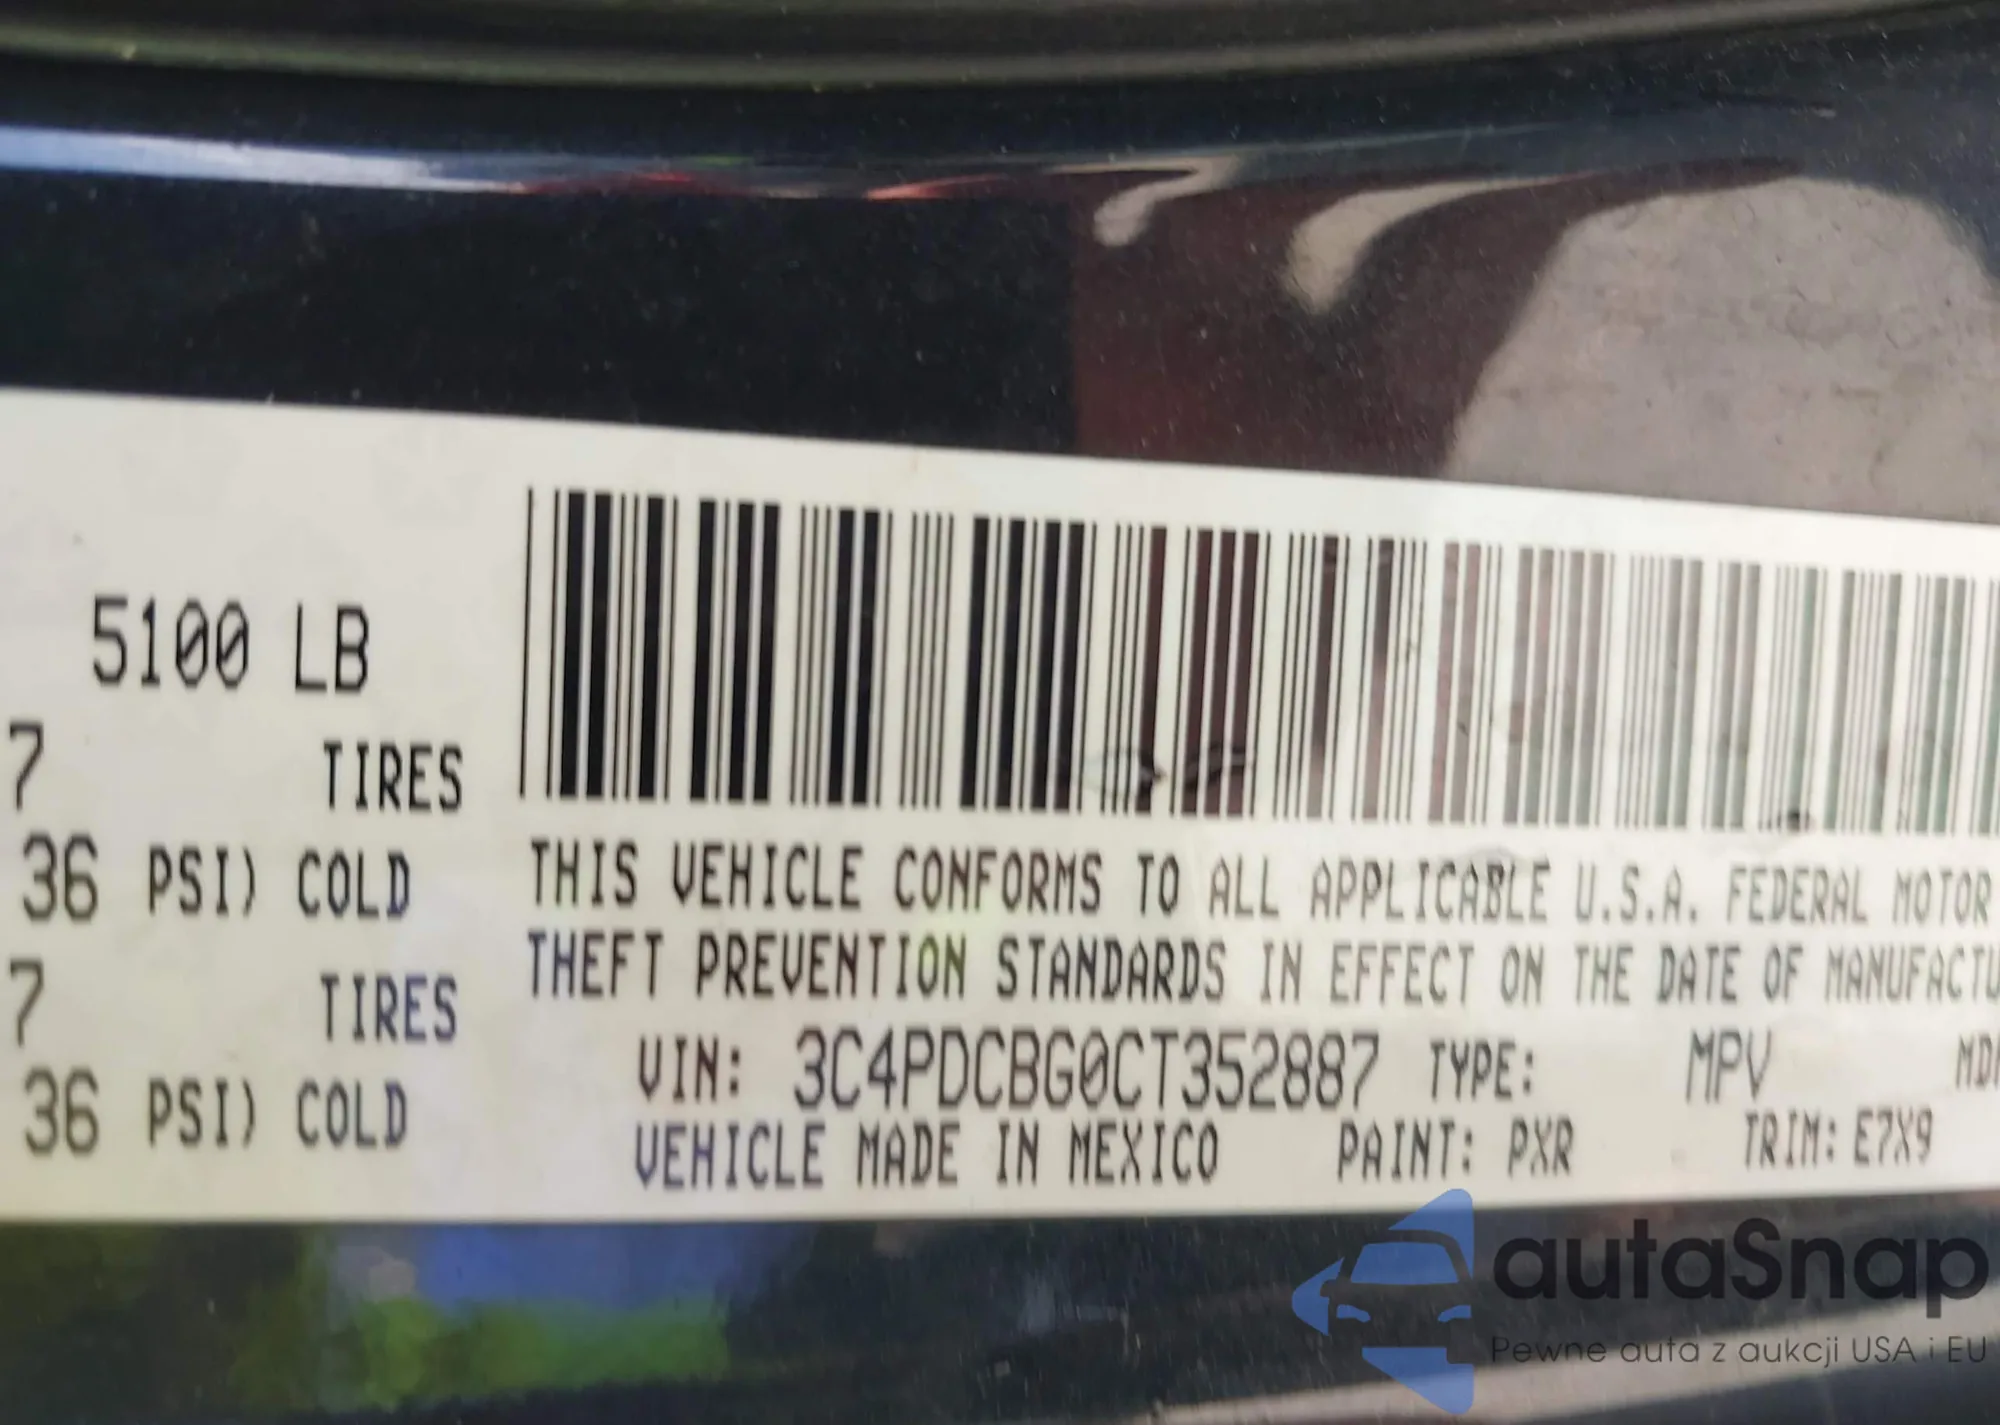 5100 LB
7 TIRES
36 PSI) COLD
7 TIRES
36 PSI) COLD
THIS VEHICLE CONFORMS TO ALL APPLICABLE U.S.A. FEDERAL MOTOR
THEFT PREVENTION STANDARDS IN EFFECT ON THE DATE OF MANUFACTU
VIN: 3C4PDCBG0CT352887 TYPE: MPV
VEHICLE MADE IN MEXICO PAINT: PXR TRIM: E7X9
autaSnap
Pewne auta z aukcji USA i EU